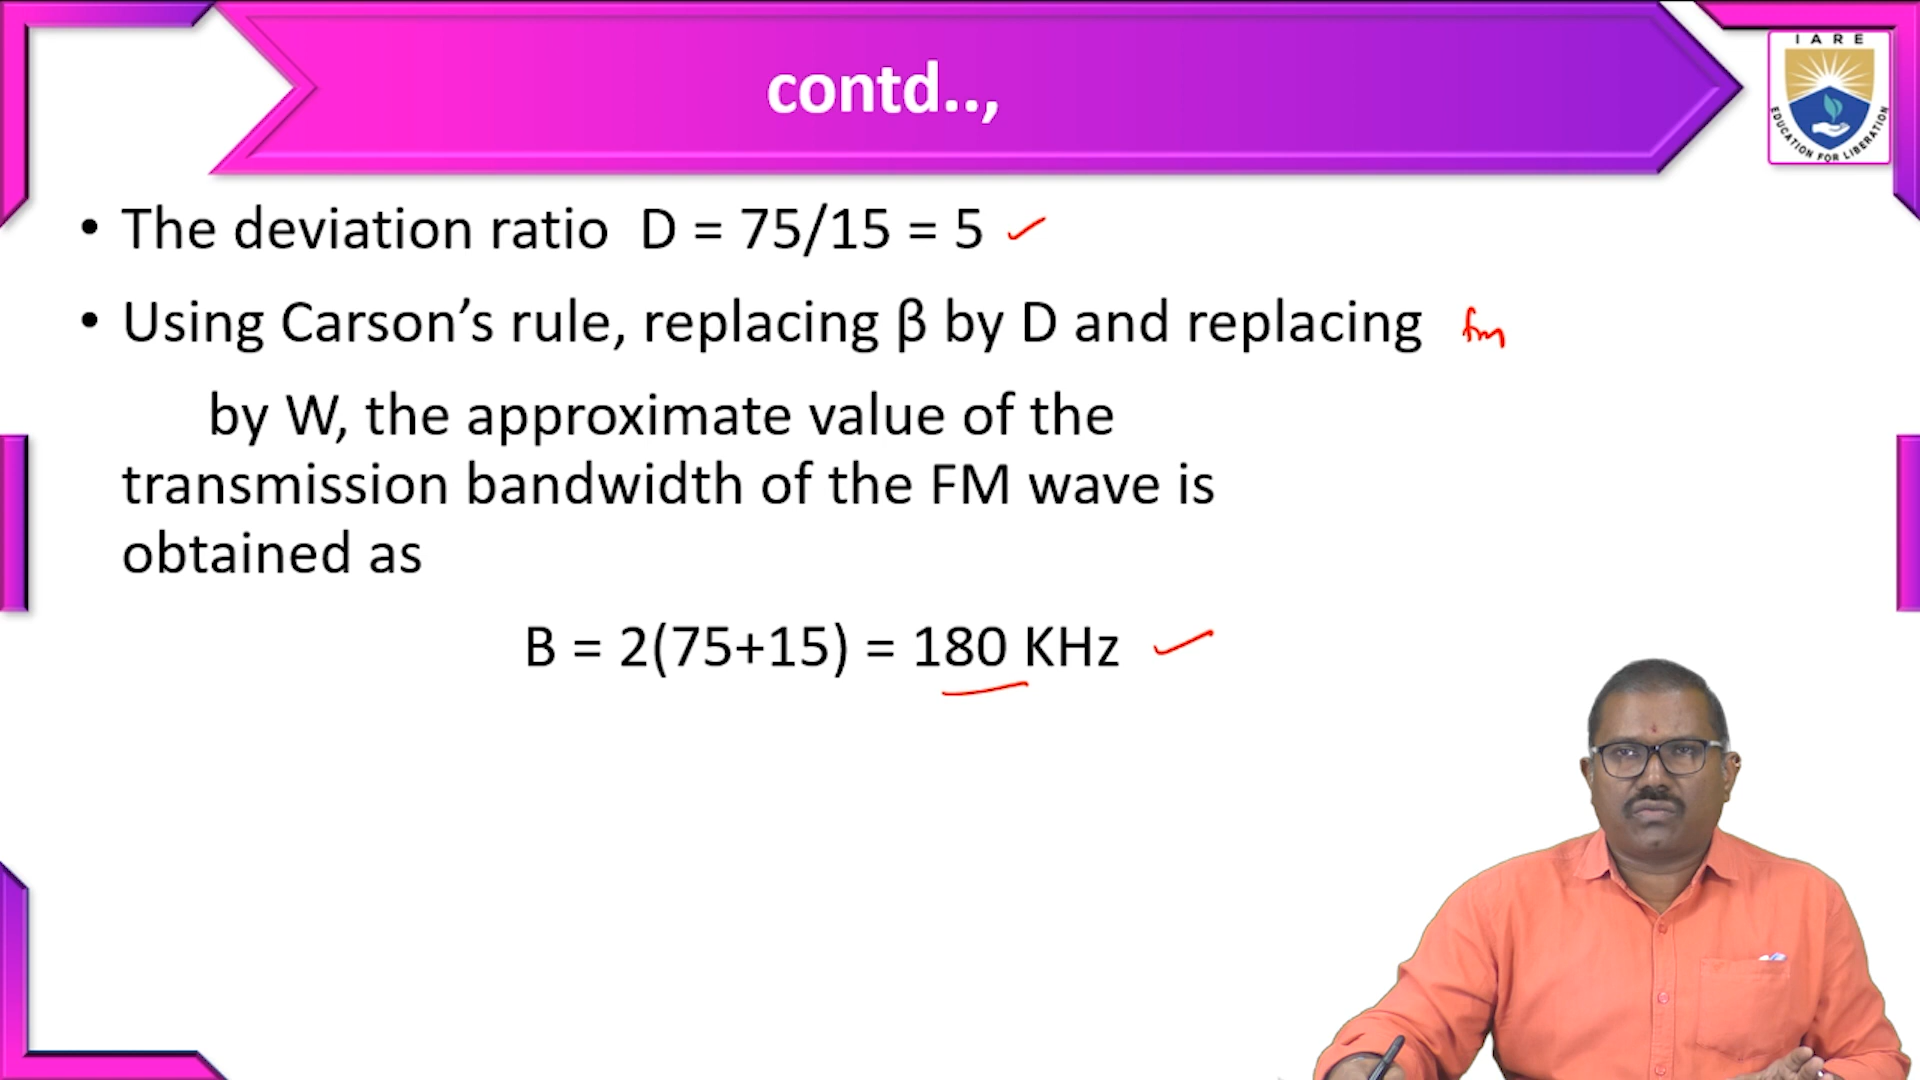 contd..,
I A R E
EDUCATION FOR LIBERATION
• The deviation ratio D = 75/15 = 5
• Using Carson’s rule, replacing β by D and replacing fm
by W, the approximate value of the
transmission bandwidth of the FM wave is
obtained as
B = 2(75+15) = 180 KHz